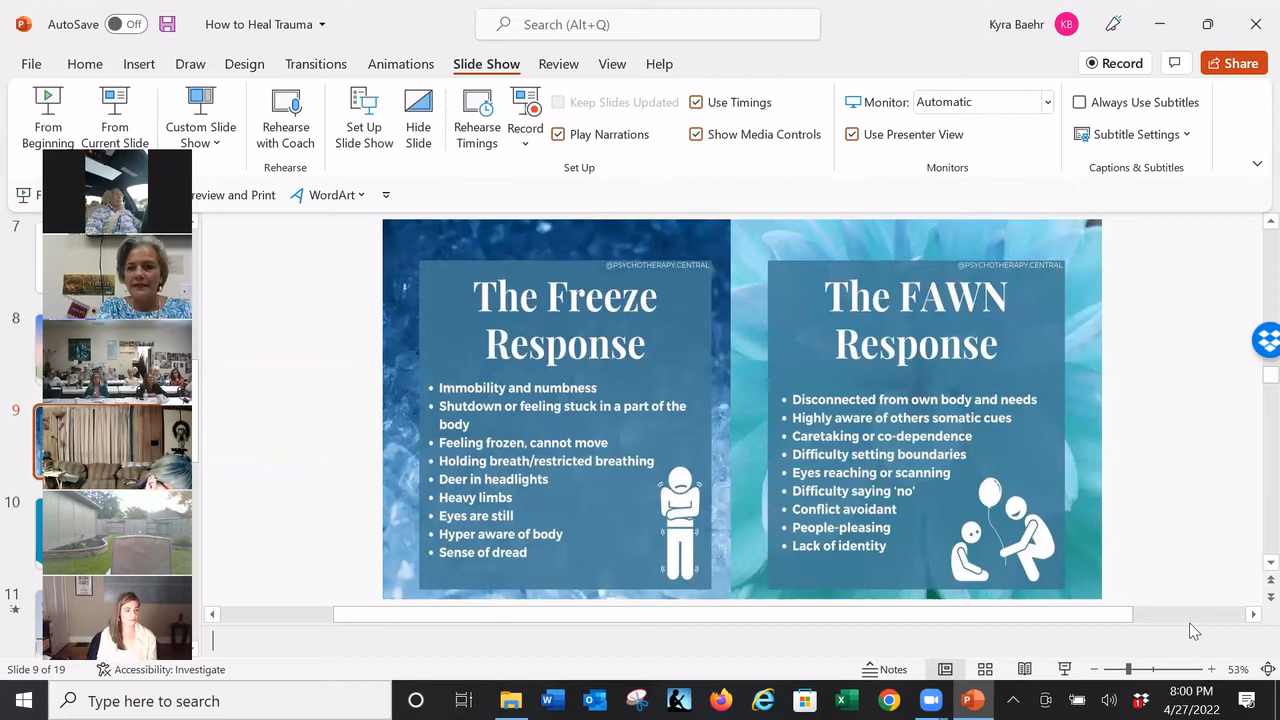 AutoSave Off How to Heal Trauma Search (Alt+Q) Kyra Baehr KB
File Home Insert Draw Design Transitions Animations Slide Show Review View Help Record Share
From Beginning
From Current Slide
Custom Slide Show
Rehearse with Coach
Set Up Slide Show
Hide Slide
Rehearse Timings
Record
Keep Slides Updated
Use Timings
Play Narrations
Show Media Controls
Monitor: Automatic
Use Presenter View
Always Use Subtitles
Subtitle Settings
Rehearse Set Up Monitors Captions & Subtitles
review and Print WordArt
7
8
9
10
11
@PSYCHOTHERAPY.CENTRAL
The Freeze
Response
• Immobility and numbness
• Shutdown or feeling stuck in a part of the
body
• Feeling frozen, cannot move
• Holding breath/restricted breathing
• Deer in headlights
• Heavy limbs
• Eyes are still
• Hyper aware of body
• Sense of dread
@PSYCHOTHERAPY.CENTRAL
The FAWN
Response
• Disconnected from own body and needs
• Highly aware of others somatic cues
• Caretaking or co-dependence
• Difficulty setting boundaries
• Eyes reaching or scanning
• Difficulty saying 'no'
• Conflict avoidant
• People-pleasing
• Lack of identity
Slide 9 of 19 Accessibility: Investigate Notes 53%
Type here to search
8:00 PM
4/27/2022